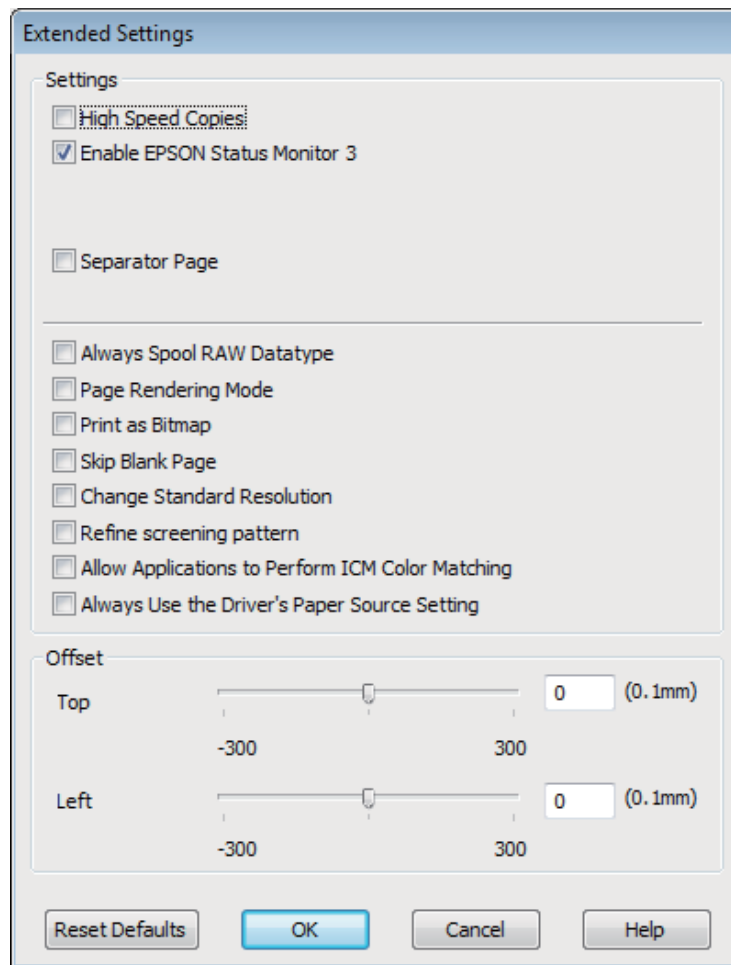 Extended Settings
Settings
High Speed Copies
Enable EPSON Status Monitor 3
Separator Page
Always Spool RAW Datatype
Page Rendering Mode
Print as Bitmap
Skip Blank Page
Change Standard Resolution
Refine screening pattern
Allow Applications to Perform ICM Color Matching
Always Use the Driver's Paper Source Setting
Offset
Top 0 (0.1mm)
-300 300
Left 0 (0.1mm)
-300 300
Reset Defaults OK Cancel Help